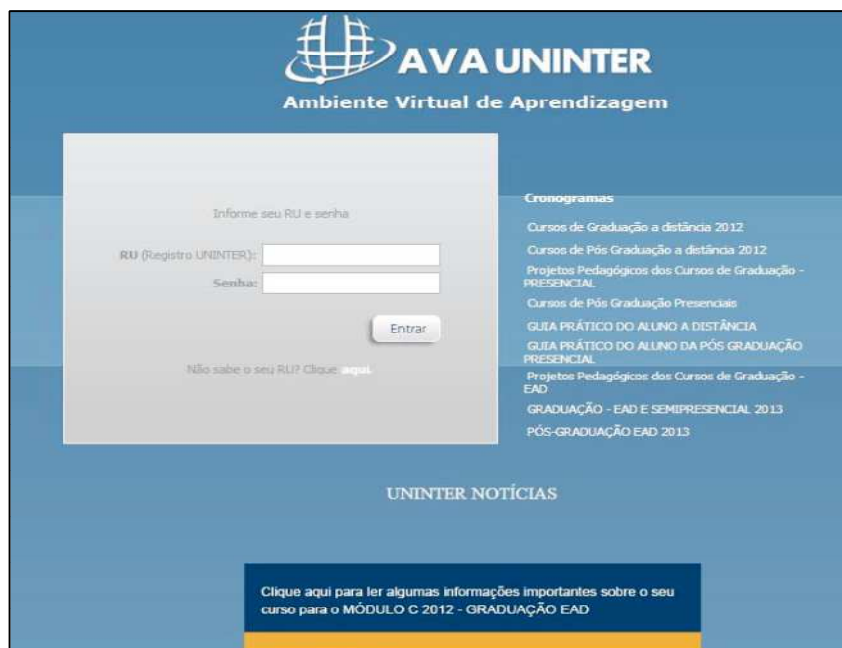 AVA UNINTER
Ambiente Virtual de Aprendizagem
Informe seu RU e senha
RU (Registro UNINTER):
Senha:
Entrar
Não sabe o seu RU? Clique aqui.
Cronogramas
Cursos de Graduação a distância 2012
Cursos de Pós Graduação a distância 2012
Projetos Pedagógicos dos Cursos de Graduação -
PRESENCIAL
Cursos de Pós Graduação Presenciais
GUIA PRÁTICO DO ALUNO A DISTÂNCIA
GUIA PRÁTICO DO ALUNO DA PÓS GRADUAÇÃO
PRESENCIAL
Projetos Pedagógicos dos Cursos de Graduação -
EAD
GRADUAÇÃO - EAD E SEMIPRESENCIAL 2013
PÓS-GRADUAÇÃO EAD 2013
UNINTER NOTÍCIAS
Clique aqui para ler algumas informações importantes sobre o seu
curso para o MÓDULO C 2012 - GRADUAÇÃO EAD